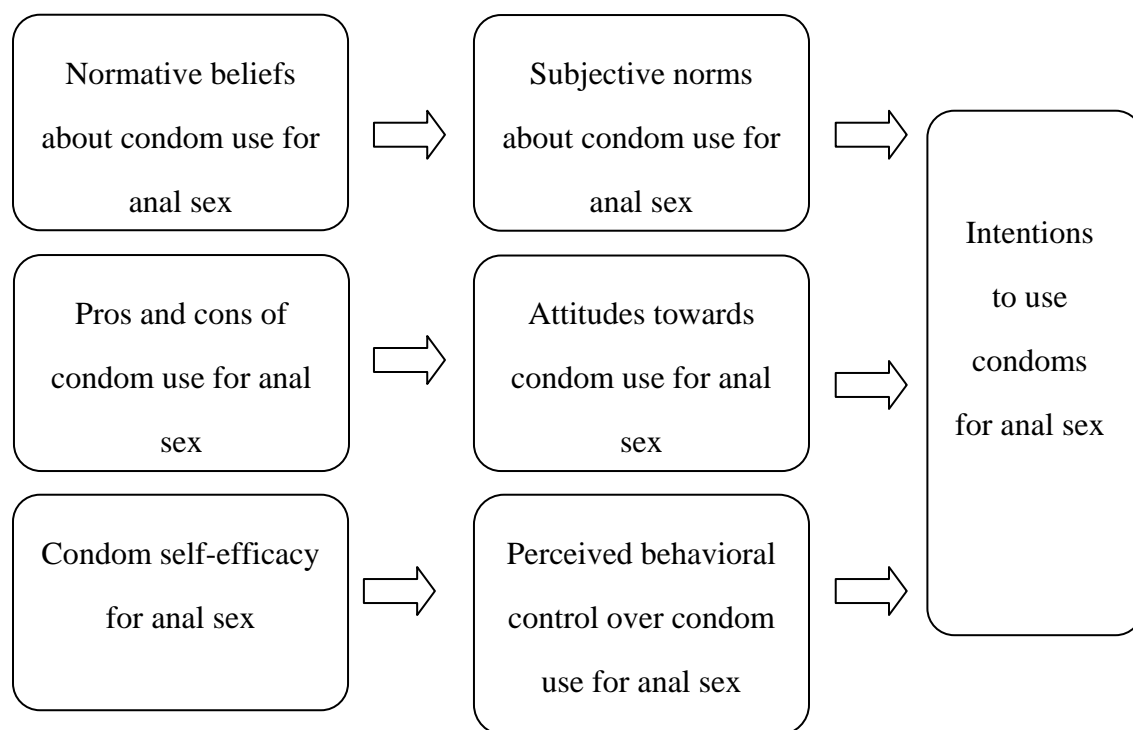 Normative beliefs
about condom use for
anal sex
Subjective norms
about condom use for
anal sex
Pros and cons of
condom use for anal
sex
Attitudes towards
condom use for anal
sex
Condom self-efficacy
for anal sex
Perceived behavioral
control over condom
use for anal sex
Intentions
to use
condoms
for anal sex